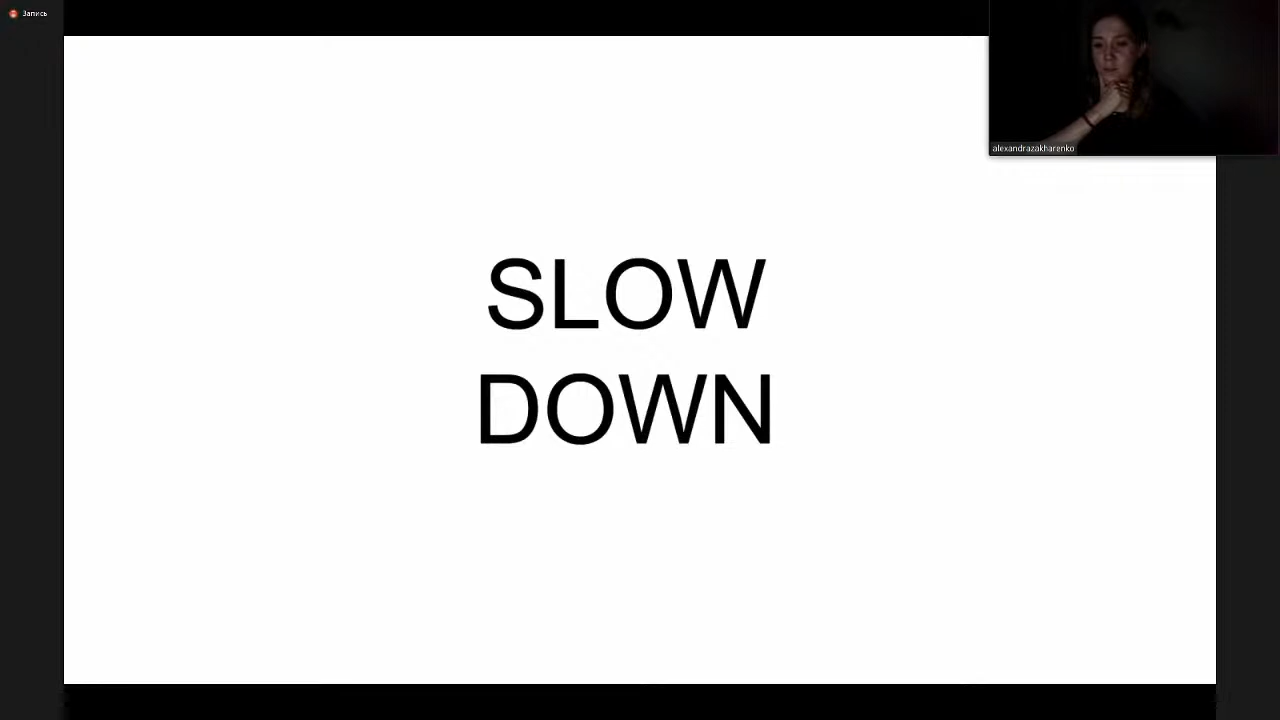 Запись
alexandrazakharenko
SLOW
DOWN